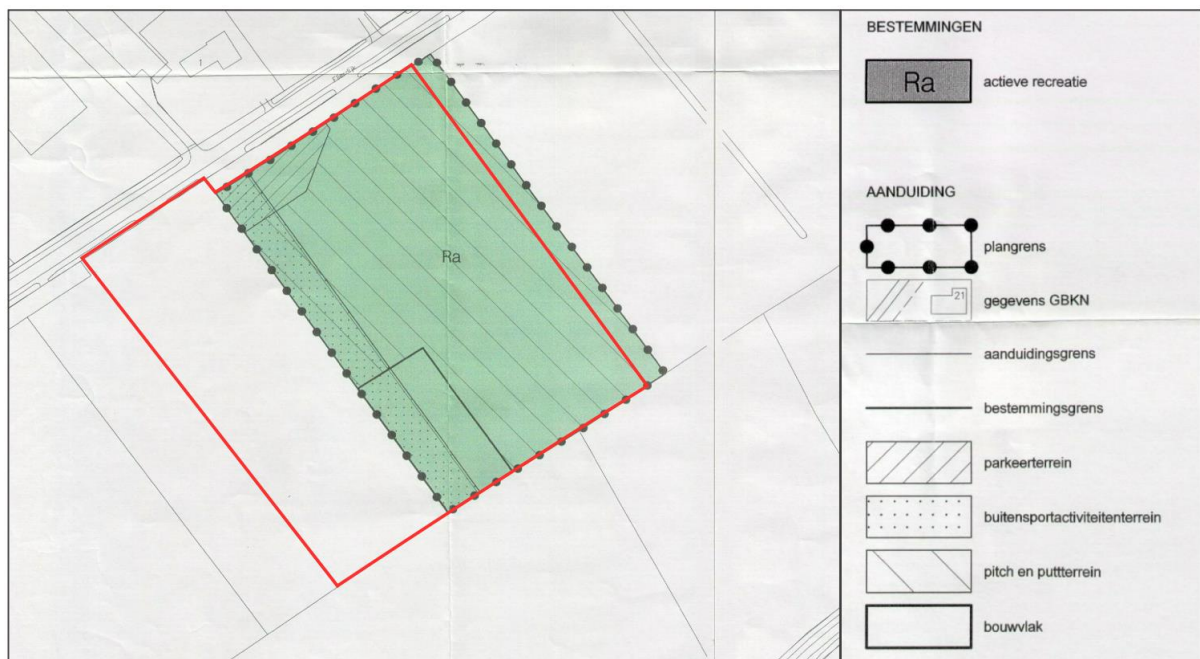 Ra
BESTEMMINGEN
Ra
actieve recreatie
AANDUIDING
plangrens
21
gegevens GBKN
aanduidingsgrens
bestemmingsgrens
parkeerterrein
buitensportactiviteitenterrein
pitch en puttterrein
bouwvlak